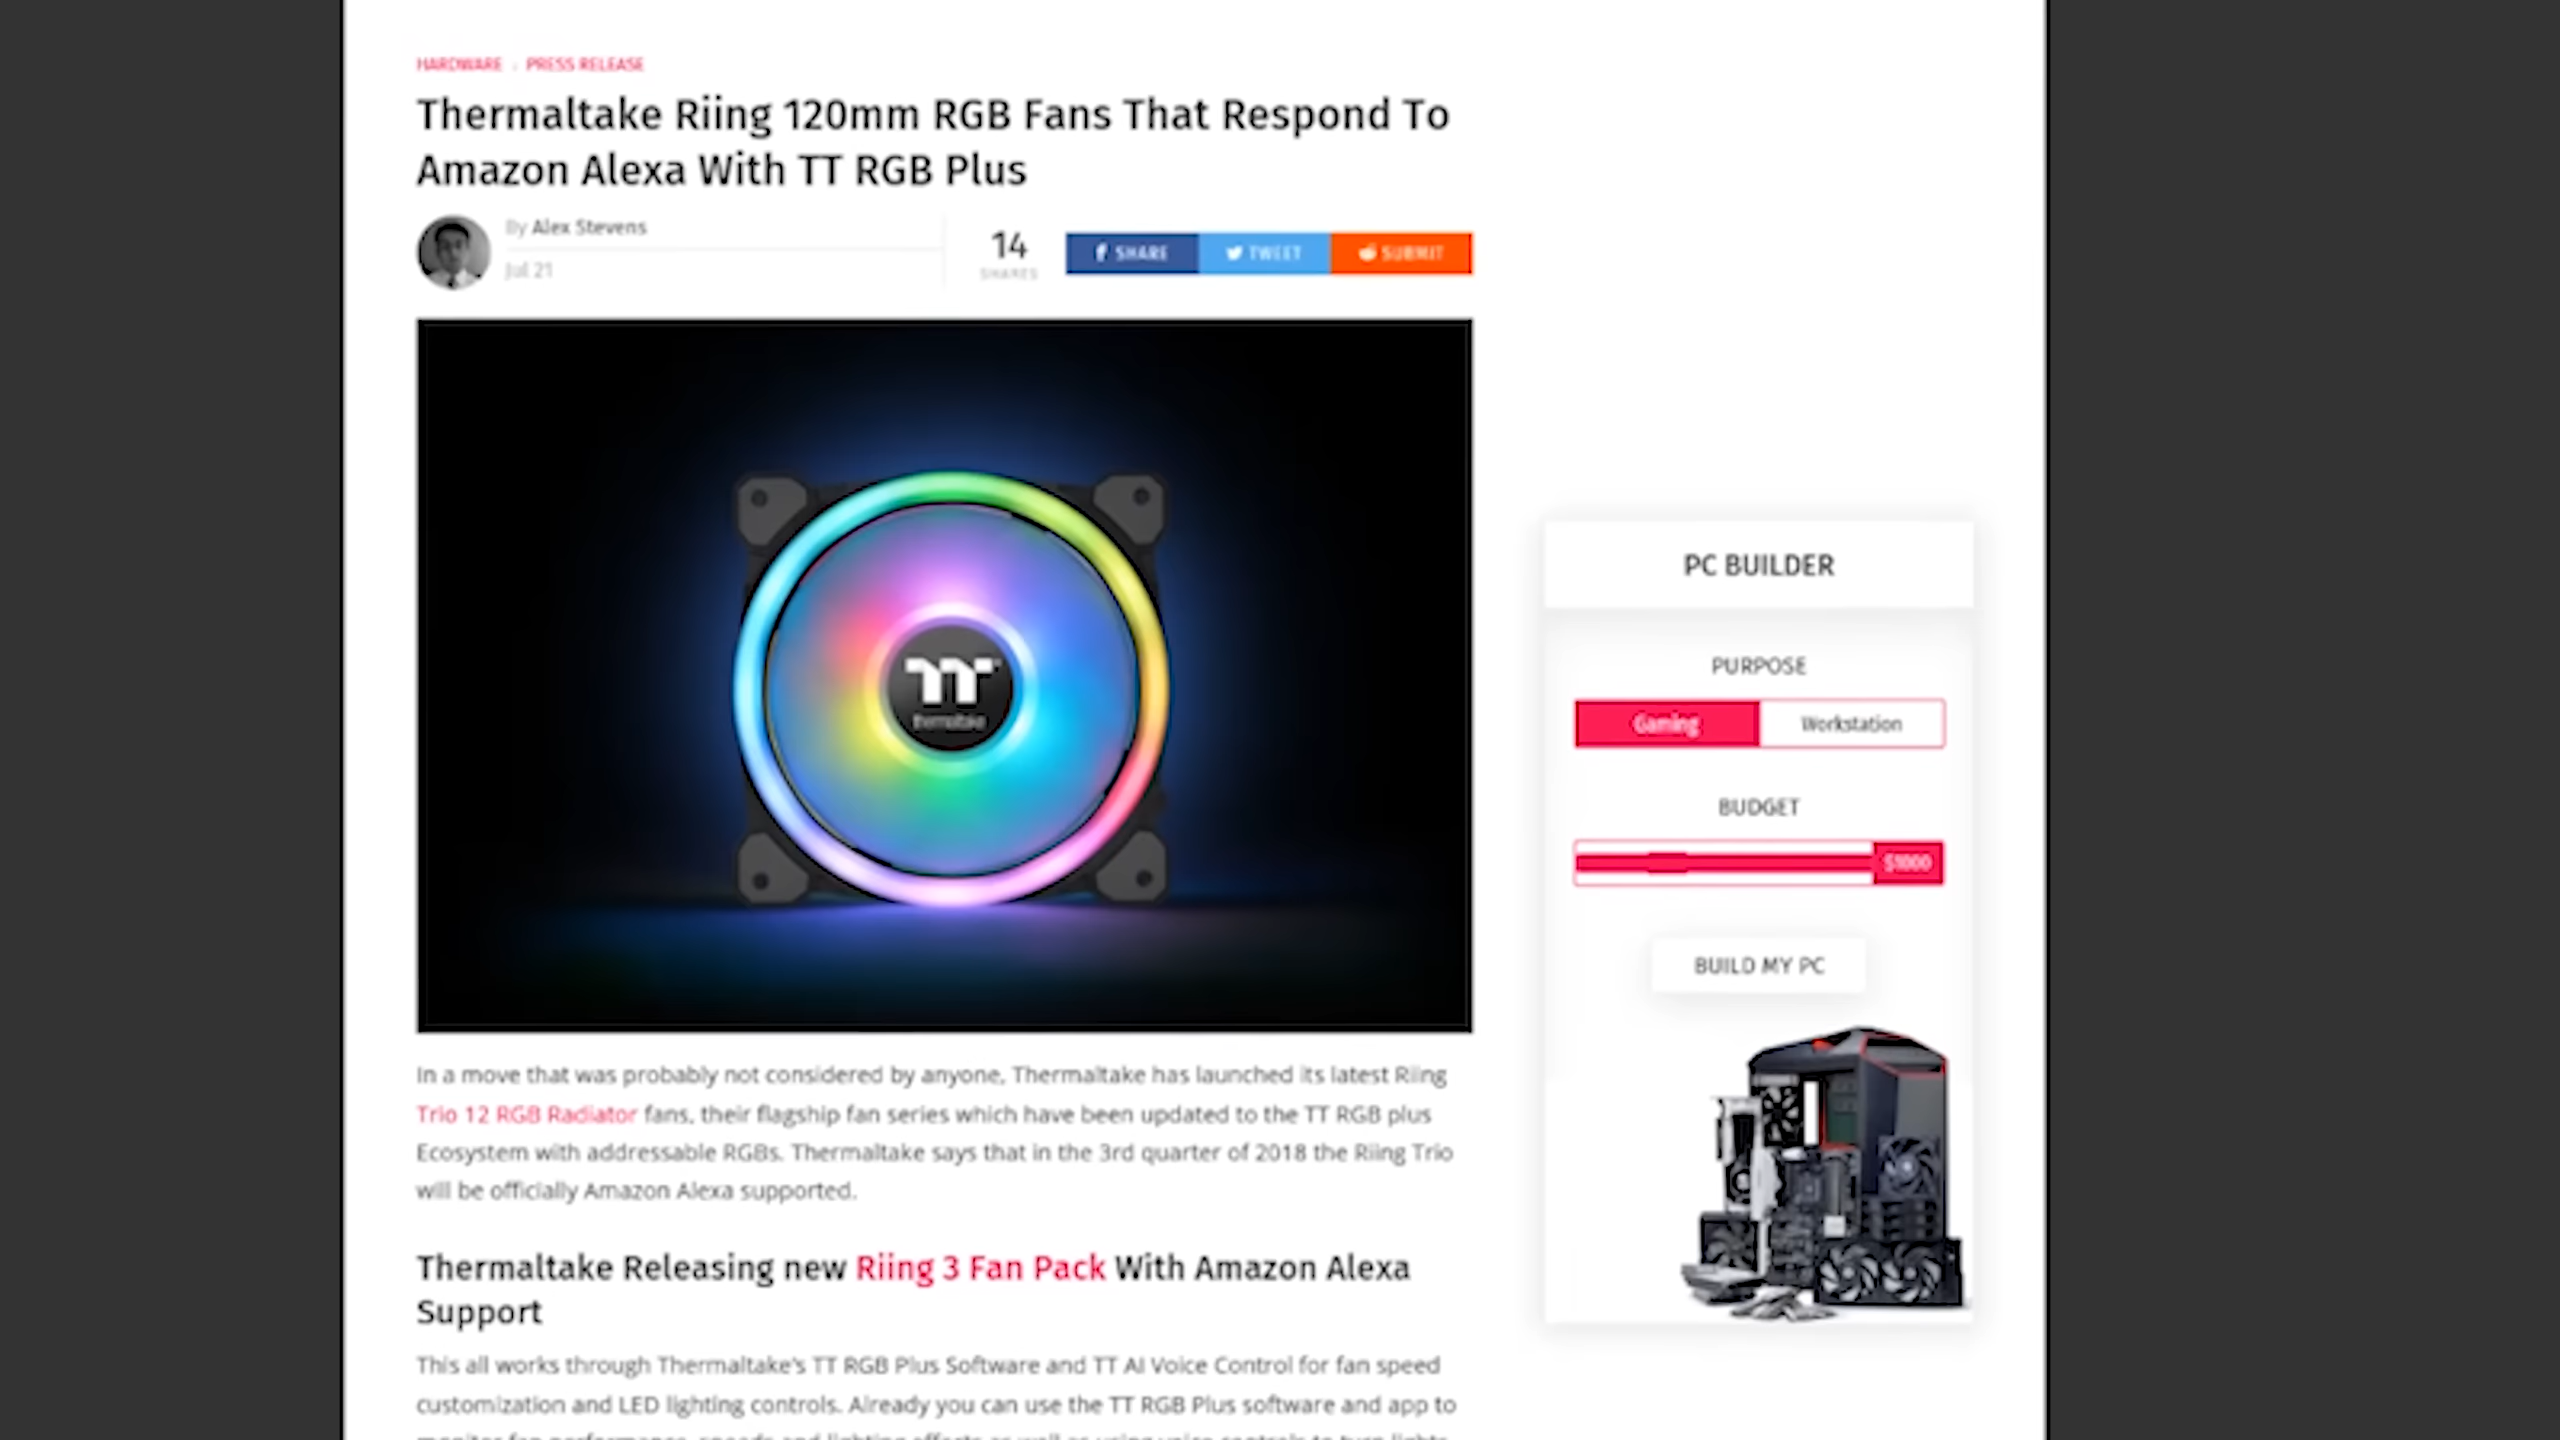 HARDWARE PRESS RELEASE
Thermaltake Riing 120mm RGB Fans That Respond To
Amazon Alexa With TT RGB Plus
By Alex Stevens
Jul 21
14
SHARES
SHARE
TWEET
SUBMIT
thermaltake
In a move that was probably not considered by anyone, Thermaltake has launched its latest Riing
Trio 12 RGB Radiator fans, their flagship fan series which have been updated to the TT RGB plus
Ecosystem with addressable RGBs. Thermaltake says that in the 3rd quarter of 2018 the Riing Trio
will be officially Amazon Alexa supported.
Thermaltake Releasing new Riing 3 Fan Pack With Amazon Alexa
Support
This all works through Thermaltake's TT RGB Plus Software and TT AI Voice Control for fan speed
customization and LED lighting controls. Already you can use the TT RGB Plus software and app to
PC BUILDER
PURPOSE
Gaming
Workstation
BUDGET
$1000
BUILD MY PC